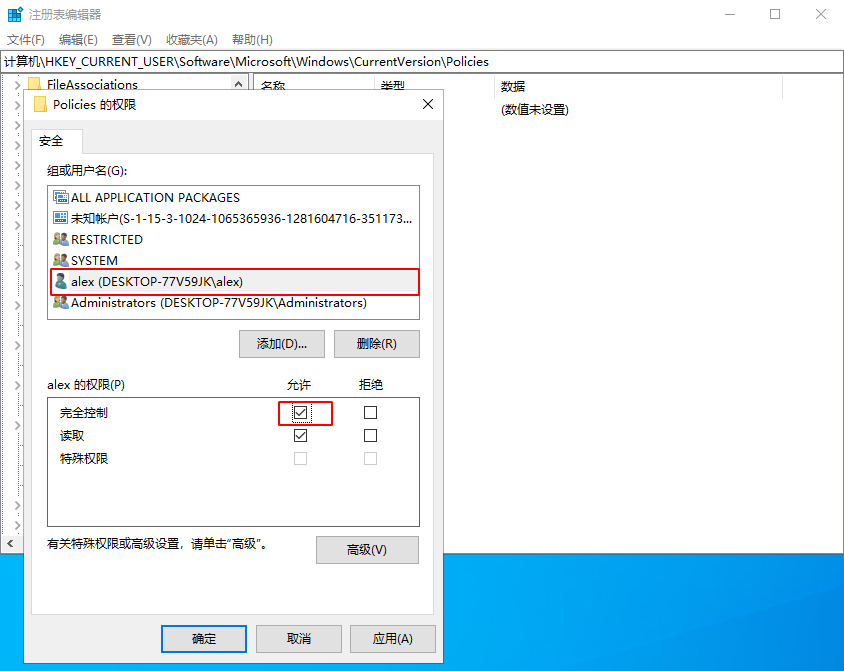 注册表编辑器
文件(F) 编辑(E) 查看(V) 收藏夹(A) 帮助(H)
计算机\HKEY_CURRENT_USER\Software\Microsoft\Windows\CurrentVersion\Policies
FileAssociations 名称 类型 数据
Policies 的权限
(数值未设置)
安全
组或用户名(G):
ALL APPLICATION PACKAGES
未知帐户(S-1-15-3-1024-1065365936-1281604716-351173...
RESTRICTED
SYSTEM
alex (DESKTOP-77V59JK\alex)
Administrators (DESKTOP-77V59JK\Administrators)
添加(D)... 删除(R)
alex 的权限(P) 允许 拒绝
完全控制
读取
特殊权限
有关特殊权限或高级设置，请单击“高级”。
高级(V)
确定 取消 应用(A)